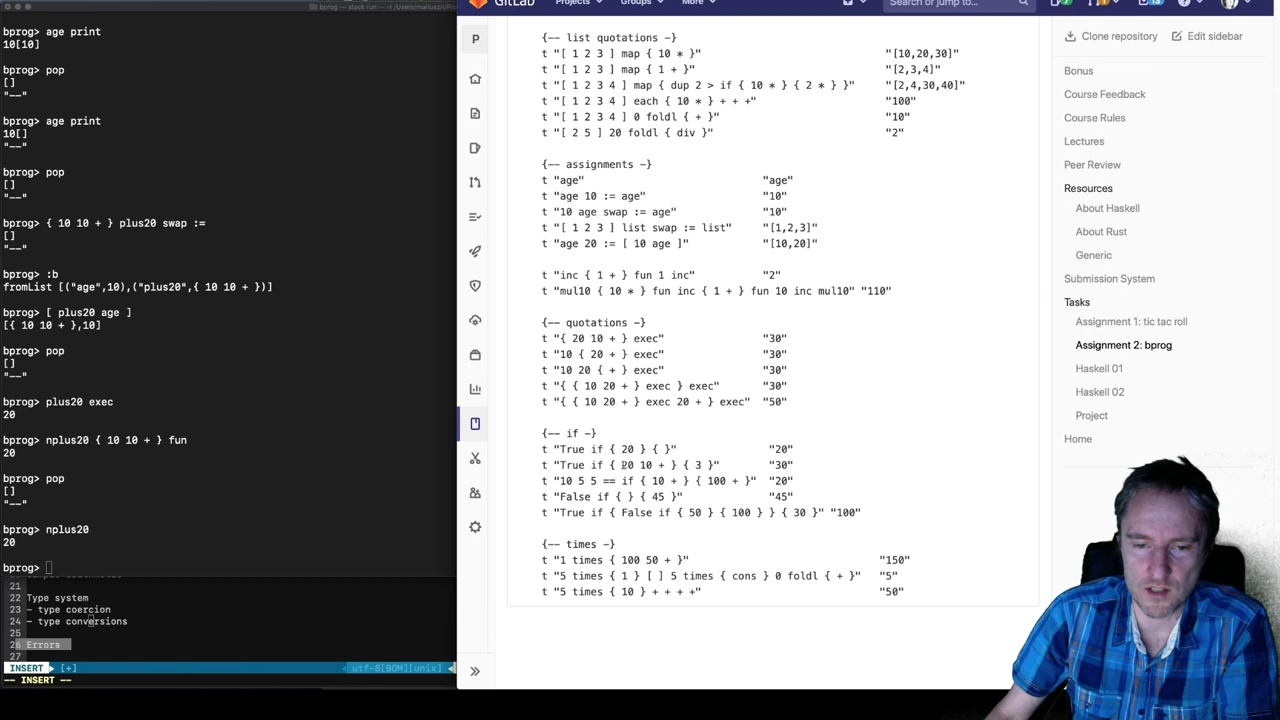 bprog — stack run
bprog> age print
10[10]
bprog> pop
[]
"--"
bprog> age print
10[]
"--"
bprog> pop
[]
"--"
bprog> { 10 10 + } plus20 swap :=
[]
"--"
bprog> :b
fromList [("age",10),("plus20",{ 10 10 + })]
bprog> [ plus20 age ]
[{ 10 10 + },10]
bprog> pop
[]
"--"
bprog> plus20 exec
20
bprog> nplus20 { 10 10 + } fun
20
bprog> pop
[]
"--"
bprog> nplus20
20
bprog>
21
22 Type system
23 - type coercion
24 - type conversions
25
26 Errors
27
INSERT [+] utf-8[BOM][unix]
-- INSERT --
GitLab Projects Groups More Search or jump to...
P
{-- list quotations -}
t "[ 1 2 3 ] map { 10 * }" "[10,20,30]"
t "[ 1 2 3 ] map { 1 + }" "[2,3,4]"
t "[ 1 2 3 4 ] map { dup 2 > if { 10 * } { 2 * } }" "[2,4,30,40]"
t "[ 1 2 3 4 ] each { 10 * } + + +" "100"
t "[ 1 2 3 4 ] 0 foldl { + }" "10"
t "[ 2 5 ] 20 foldl { div }" "2"
{-- assignments -}
t "age" "age"
t "age 10 := age" "10"
t "10 age swap := age" "10"
t "[ 1 2 3 ] list swap := list" "[1,2,3]"
t "age 20 := [ 10 age ]" "[10,20]"
t "inc { 1 + } fun 1 inc" "2"
t "mul10 { 10 * } fun inc { 1 + } fun 10 inc mul10" "110"
{-- quotations -}
t "{ 20 10 + } exec" "30"
t "10 { 20 + } exec" "30"
t "10 20 { + } exec" "30"
t "{ { 10 20 + } exec } exec" "30"
t "{ { 10 20 + } exec 20 + } exec" "50"
{-- if -}
t "True if { 20 } { }" "20"
t "True if { 20 10 + } { 3 }" "30"
t "10 5 5 == if { 10 + } { 100 + }" "20"
t "False if { } { 45 }" "45"
t "True if { False if { 50 } { 100 } } { 30 }" "100"
{-- times -}
t "1 times { 100 50 + }" "150"
t "5 times { 1 } [ ] 5 times { cons } 0 foldl { + }" "5"
t "5 times { 10 } + + + +" "50"
Clone repository Edit sidebar
Bonus
Course Feedback
Course Rules
Lectures
Peer Review
Resources
About Haskell
About Rust
Generic
Submission System
Tasks
Assignment 1: tic tac roll
Assignment 2: bprog
Haskell 01
Haskell 02
Project
Home